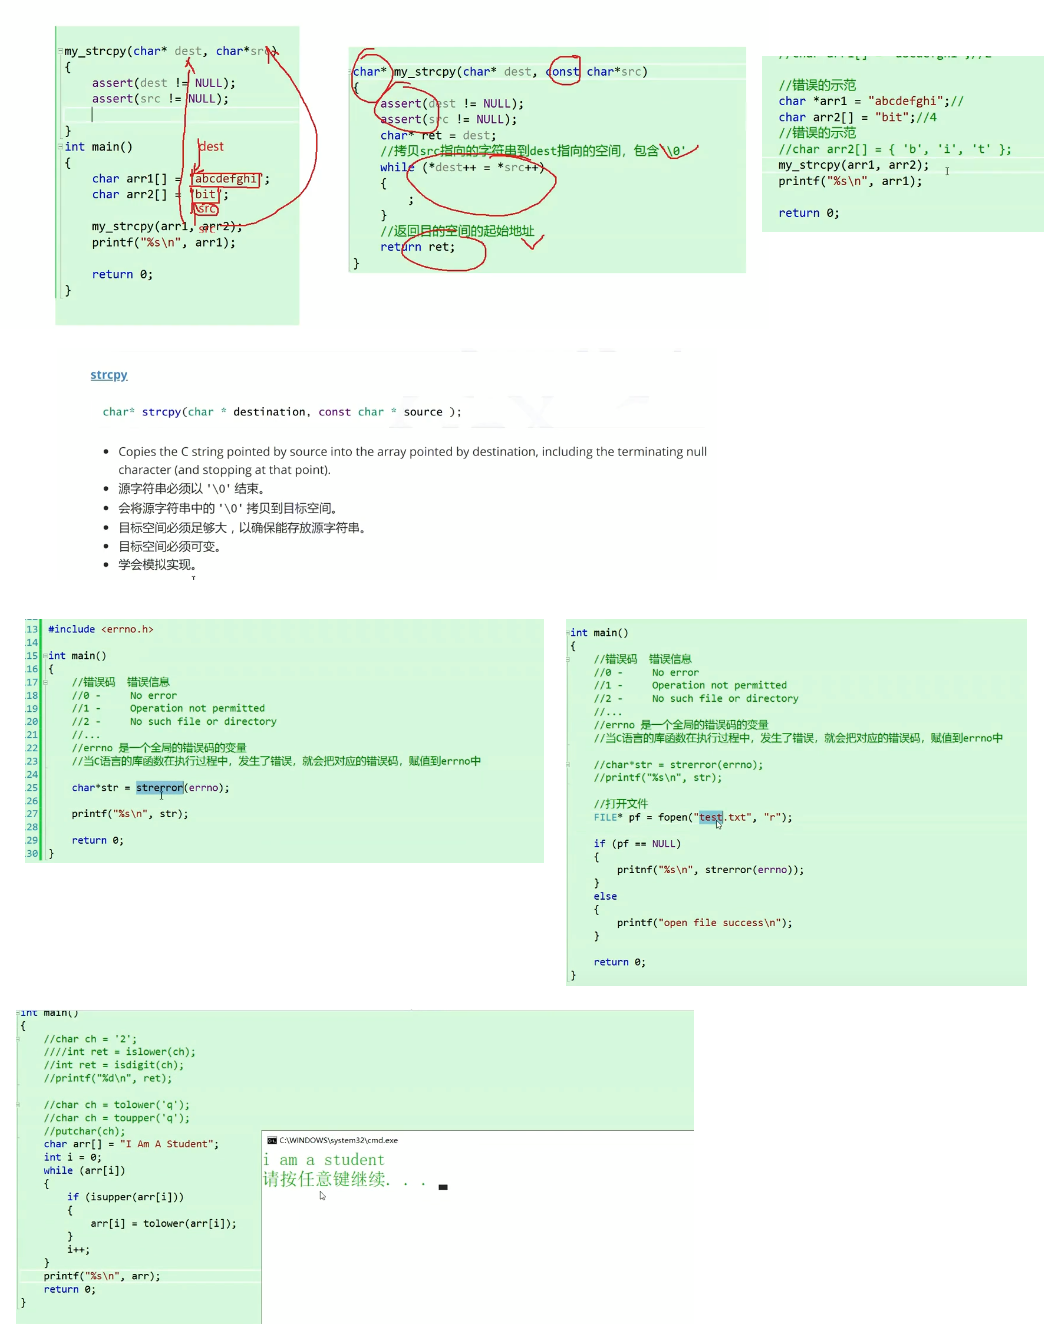 my_strcpy(char* dest, char*src)
{
assert(dest != NULL);
assert(src != NULL);
}
int main()
dest
{
char arr1[] = "abcdefghi";
char arr2[] = "bit";
src
my_strcpy(arr1, arr2);
src
printf("%s\n", arr1);
return 0;
}
char* my_strcpy(char* dest, const char*src)
{
assert(dest != NULL);
assert(src != NULL);
char* ret = dest;
//拷贝src指向的字符串到dest指向的空间，包含'\0'
while (*dest++ = *src++)
{
;
}
//返回目的空间的起始地址
return ret;
}
//错误的示范
char *arr1 = "abcdefghi";//
char arr2[] = "bit";//4
//错误的示范
//char arr2[] = { 'b', 'i', 't' };
my_strcpy(arr1, arr2);
printf("%s\n", arr1);
return 0;
strcpy
char* strcpy(char * destination, const char * source );
• Copies the C string pointed by source into the array pointed by destination, including the terminating null
character (and stopping at that point).
• 源字符串必须以 '\0' 结束。
• 会将源字符串中的 '\0' 拷贝到目标空间。
• 目标空间必须足够大，以确保能存放源字符串。
• 目标空间必须可变。
• 学会模拟实现。
13 #include <errno.h>
14
15 int main()
16 {
17 //错误码 错误信息
18 //0 - No error
19 //1 - Operation not permitted
20 //2 - No such file or directory
21 //...
22 //errno 是一个全局的错误码的变量
23 //当C语言的库函数在执行过程中，发生了错误，就会把对应的错误码，赋值到errno中
24
25 char*str = strerror(errno);
26
27 printf("%s\n", str);
28
29 return 0;
30 }
int main()
{
//错误码 错误信息
//0 - No error
//1 - Operation not permitted
//2 - No such file or directory
//...
//errno 是一个全局的错误码的变量
//当C语言的库函数在执行过程中，发生了错误，就会把对应的错误码，赋值到errno中
//char*str = strerror(errno);
//printf("%s\n", str);
//打开文件
FILE* pf = fopen("test.txt", "r");
if (pf == NULL)
{
pritnf("%s\n", strerror(errno));
}
else
{
printf("open file success\n");
}
return 0;
}
int main()
{
//char ch = '2';
////int ret = islower(ch);
//int ret = isdigit(ch);
//printf("%d\n", ret);
//char ch = tolower('q');
//char ch = toupper('q');
//putchar(ch);
char arr[] = "I Am A Student";
int i = 0;
while (arr[i])
{
if (isupper(arr[i]))
{
arr[i] = tolower(arr[i]);
}
i++;
}
printf("%s\n", arr);
return 0;
}
C:\WINDOWS\system32\cmd.exe
i am a student
请按任意键继续. . .